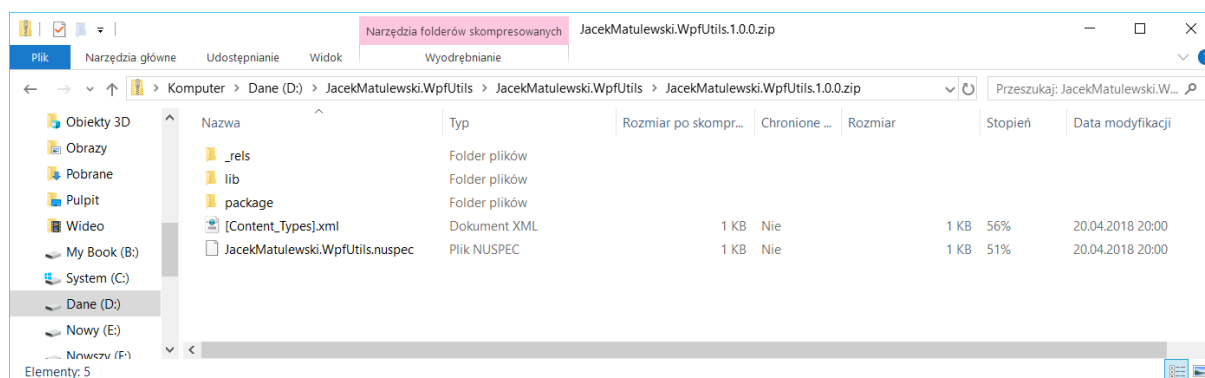 Narzędzia folderów skompresowanych JacekMatulewski.WpfUtils.1.0.0.zip
Plik Narzędzia główne Udostępnianie Widok Wyodrębnianie
Komputer > Dane (D:) > JacekMatulewski.WpfUtils > JacekMatulewski.WpfUtils > JacekMatulewski.WpfUtils.1.0.0.zip Przeszukaj: JacekMatulewski.W...
Obiekty 3D Nazwa Typ Rozmiar po skompr... Chronione ... Rozmiar Stopień Data modyfikacji
Obrazy _rels Folder plików
Pobrane lib Folder plików
Pulpit package Folder plików
Wideo [Content_Types].xml Dokument XML 1 KB Nie 1 KB 56% 20.04.2018 20:00
My Book (B:) JacekMatulewski.WpfUtils.nuspec Plik NUSPEC 1 KB Nie 1 KB 51% 20.04.2018 20:00
System (C:)
Dane (D:)
Nowy (E:)
Nowszy (F:)
Elementy: 5